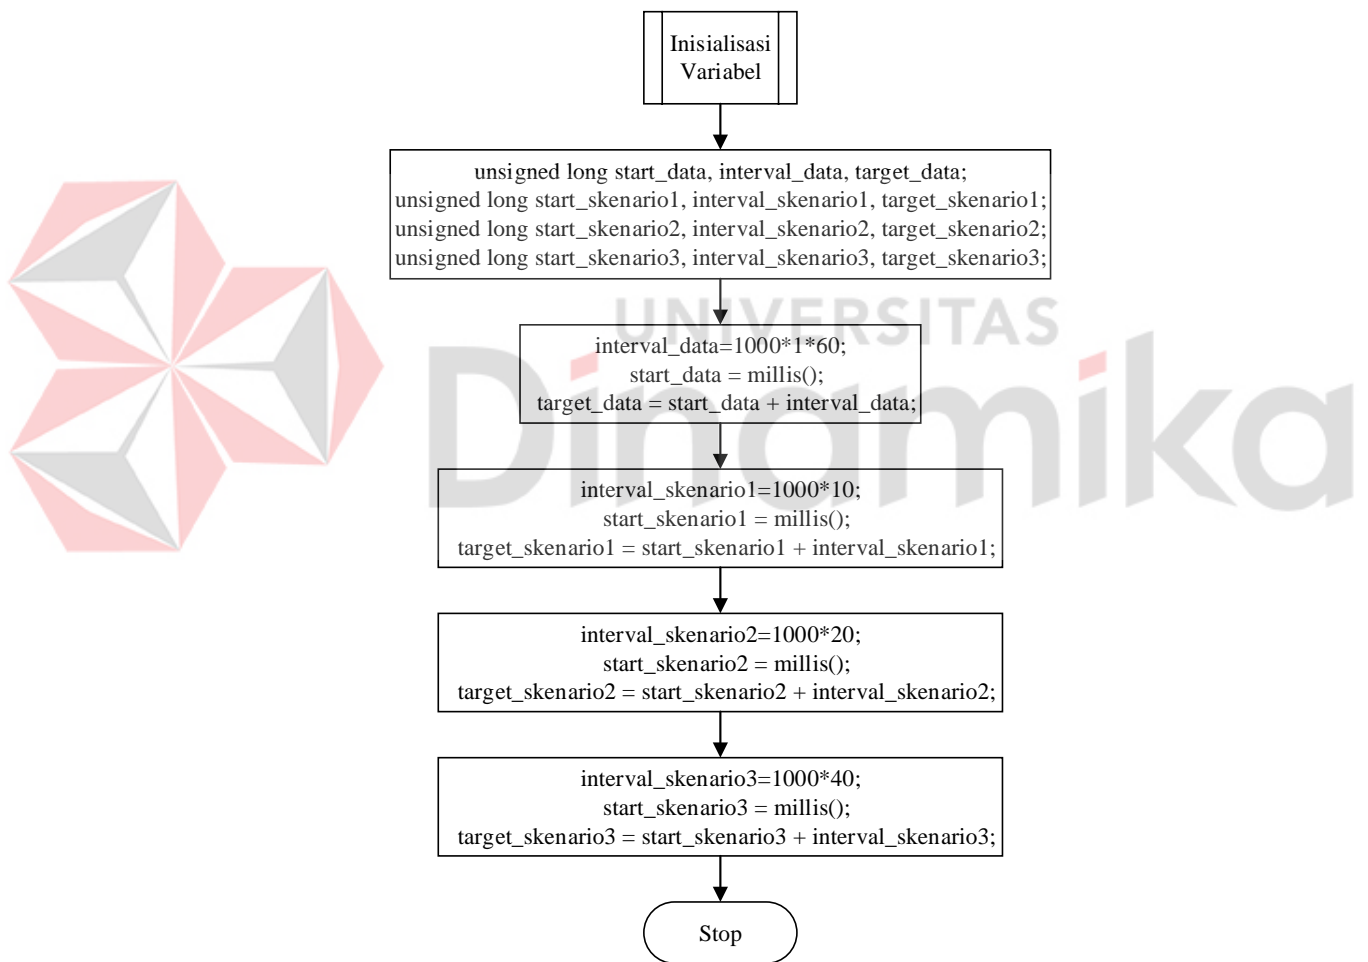 Inisialisasi
Variabel
unsigned long start_data, interval_data, target_data;
unsigned long start_skenario1, interval_skenario1, target_skenario1;
unsigned long start_skenario2, interval_skenario2, target_skenario2;
unsigned long start_skenario3, interval_skenario3, target_skenario3;
UNIVERSITAS
Dinamika
interval_data=1000*1*60;
start_data = millis();
target_data = start_data + interval_data;
interval_skenario1=1000*10;
start_skenario1 = millis();
target_skenario1 = start_skenario1 + interval_skenario1;
interval_skenario2=1000*20;
start_skenario2 = millis();
target_skenario2 = start_skenario2 + interval_skenario2;
interval_skenario3=1000*40;
start_skenario3 = millis();
target_skenario3 = start_skenario3 + interval_skenario3;
Stop